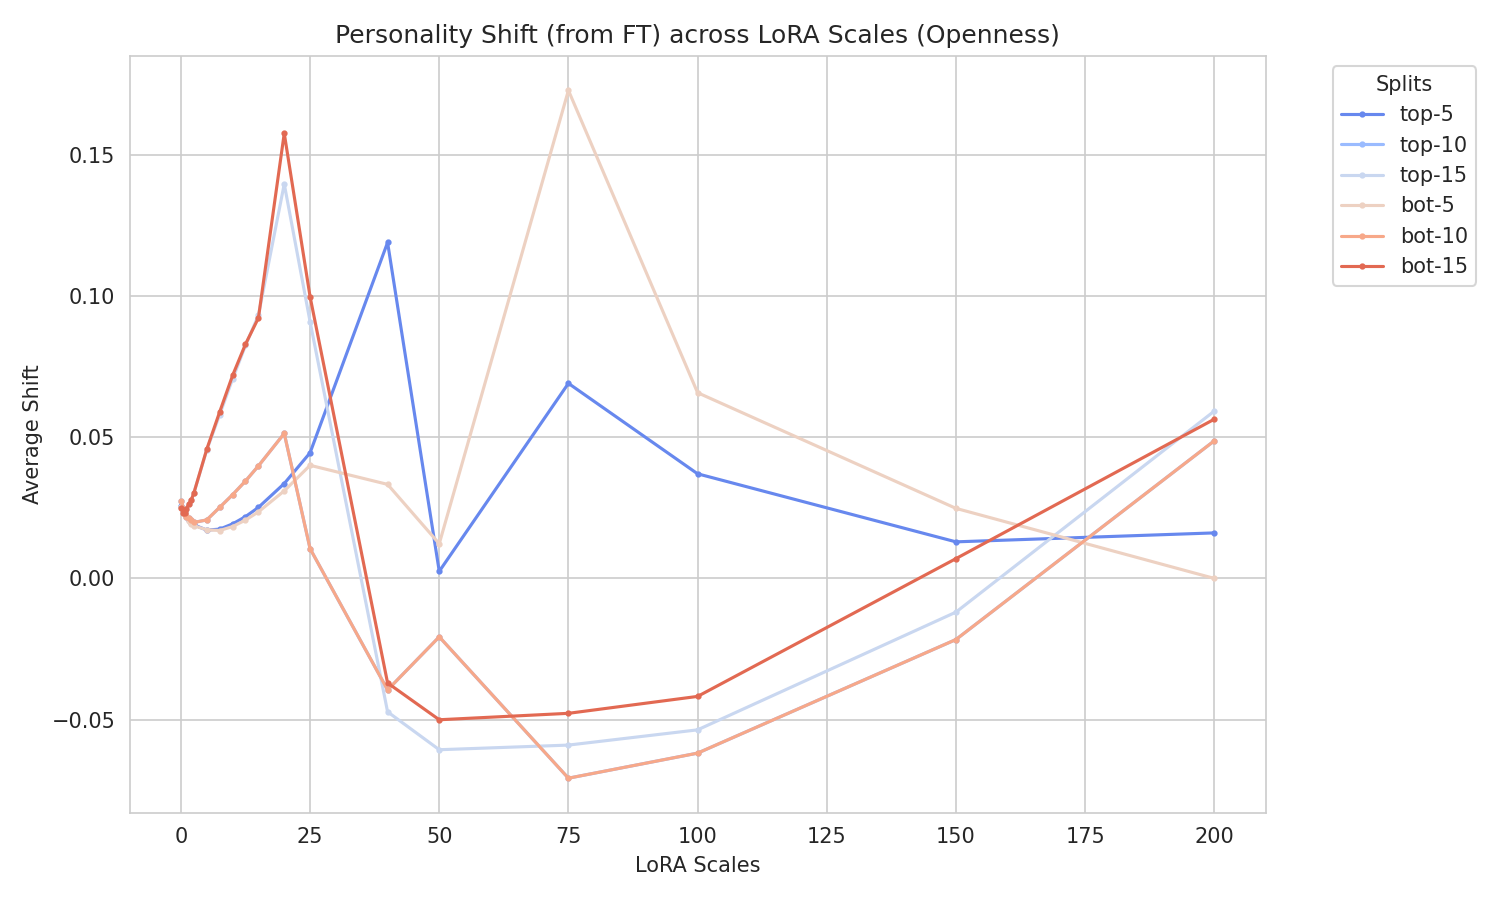 Personality Shift (from FT) across LoRA Scales (Openness)
Splits
top-5
top-10
top-15
bot-5
bot-10
bot-15
Average Shift
0.15
0.10
0.05
0.00
−0.05
0 25 50 75 100 125 150 175 200
LoRA Scales